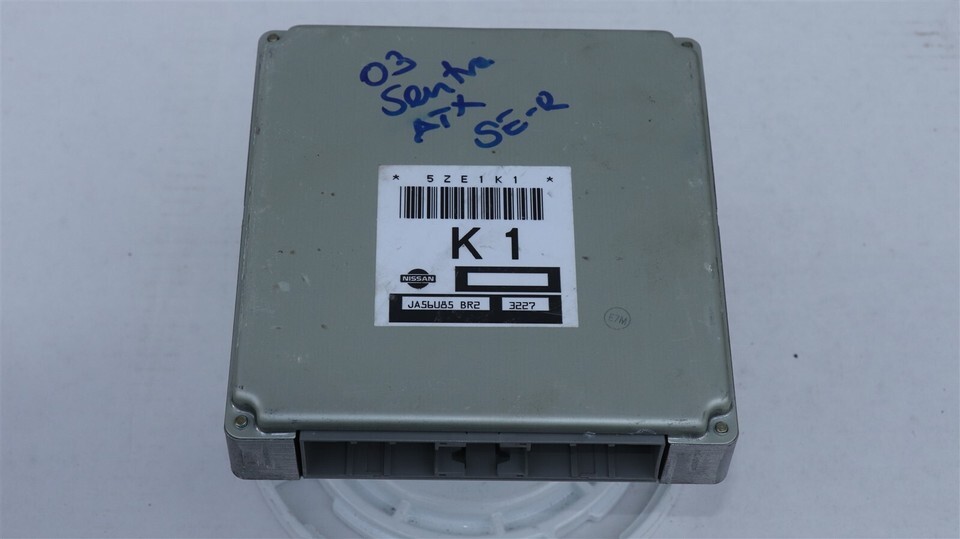 03
Sentra
ATX SE-R
* 5ZE1K1 *
K1
NISSAN
JA56U85 BR2 3227